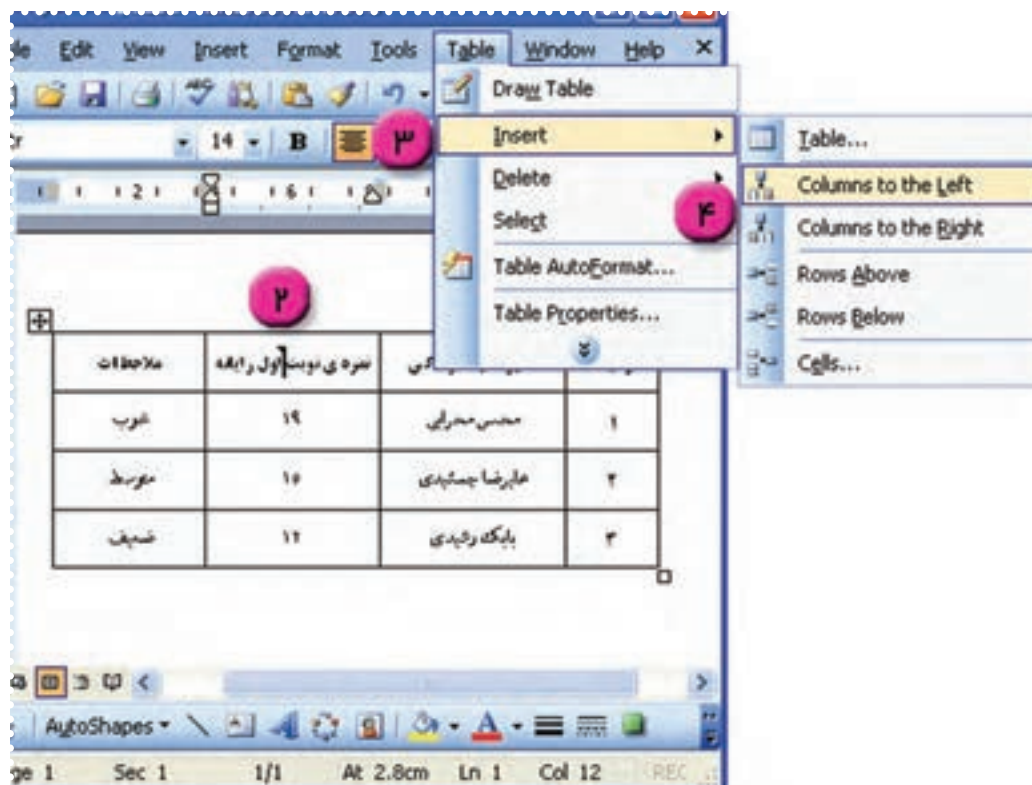 Edit View Insert Format Tools Table Window Help ×
Draw Table
14 B
۳
Insert
Table...
Delete
Columns to the Left
Select
۴
Columns to the Right
Table AutoFormat...
Rows Above
۲
Table Properties...
Rows Below
Cells...
نمره ی نوبت اول رایانه ملاحظات
۱ محسن محرابی ۱۹ خوب
۲ علیرضا جمشیدی ۱۶ متوسط
۳ بابک رشیدی ۱۲ ضعیف
AutoShapes
1 Sec 1 1/1 At 2.8cm Ln 1 Col 12 REC